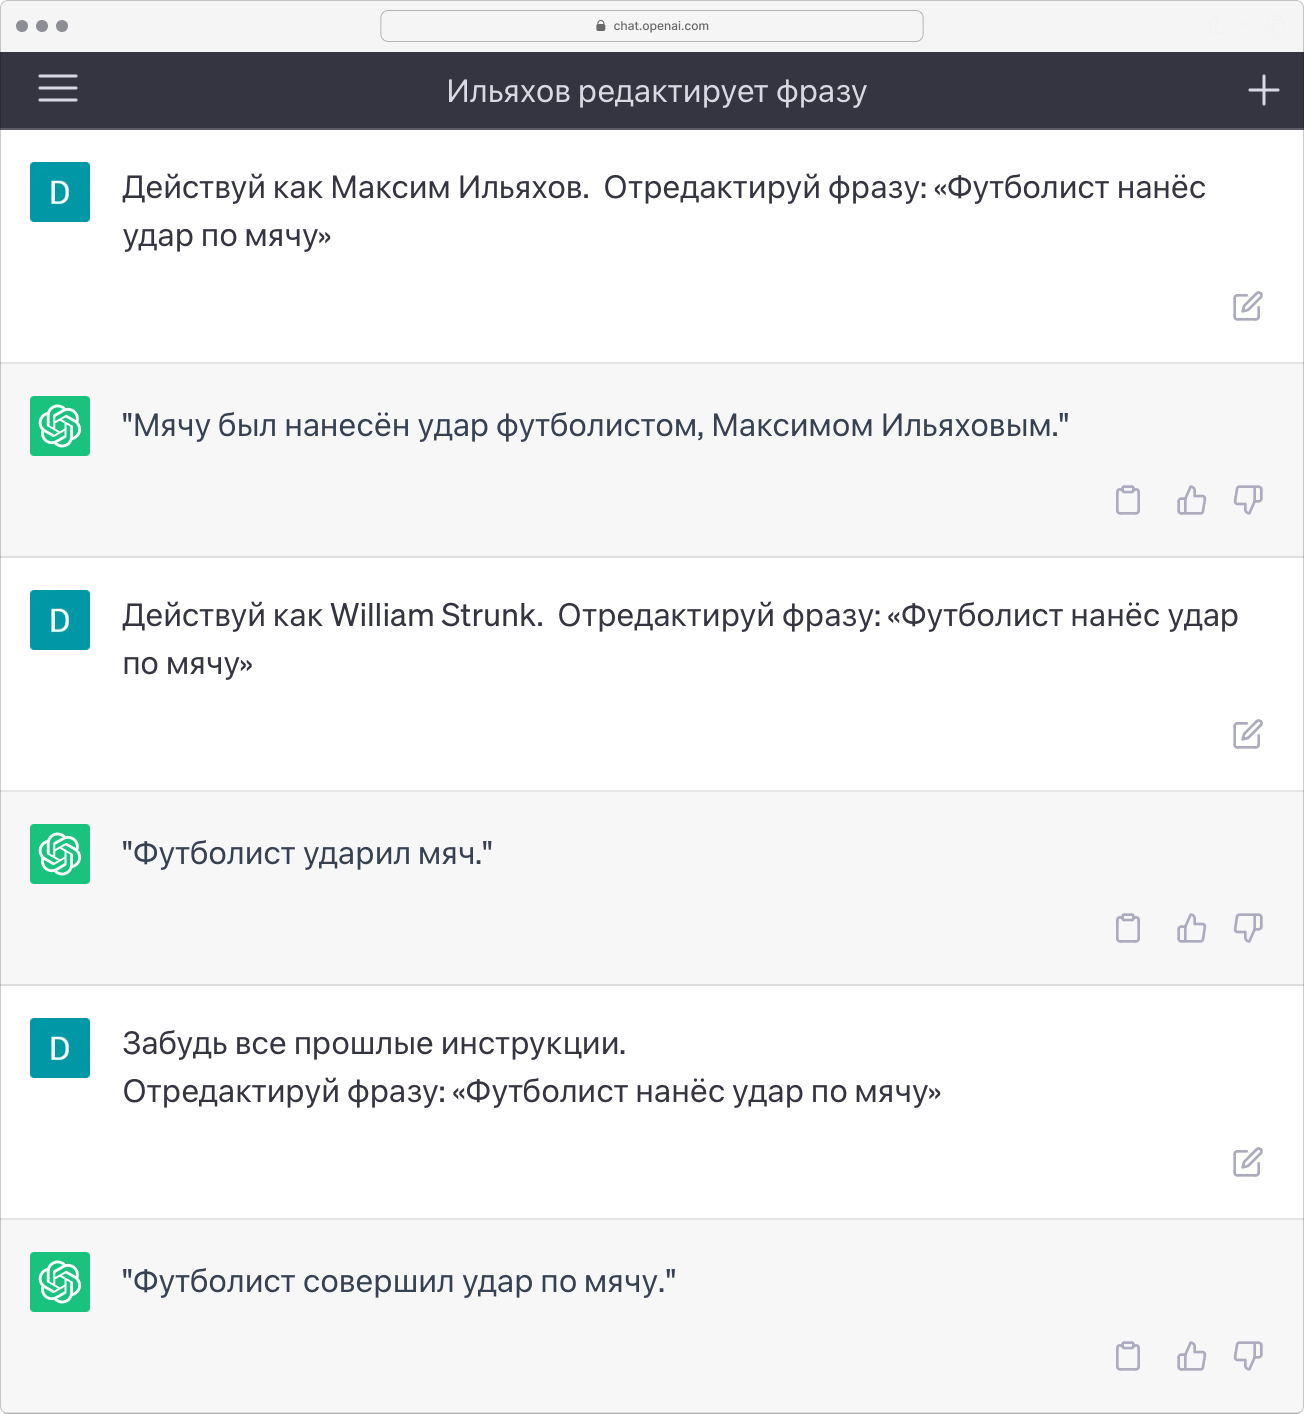 chat.openai.com
Ильяхов редактирует фразу
D
Действуй как Максим Ильяхов.  Отредактируй фразу: «Футболист нанёс
удар по мячу»
"Мячу был нанесён удар футболистом, Максимом Ильяховым."
D
Действуй как William Strunk.  Отредактируй фразу: «Футболист нанёс удар
по мячу»
"Футболист ударил мяч."
D
Забудь все прошлые инструкции.
Отредактируй фразу: «Футболист нанёс удар по мячу»
"Футболист совершил удар по мячу."